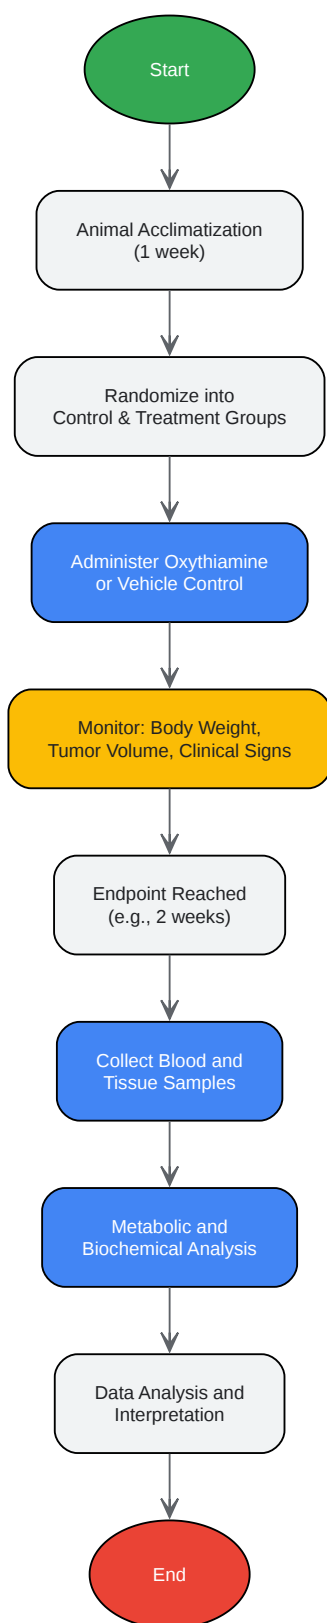 Start
Animal Acclimatization
(1 week)
Randomize into
Control & Treatment Groups
Administer Oxythiamine
or Vehicle Control
Monitor: Body Weight,
Tumor Volume, Clinical Signs
Endpoint Reached
(e.g., 2 weeks)
Collect Blood and
Tissue Samples
Metabolic and
Biochemical Analysis
Data Analysis and
Interpretation
End